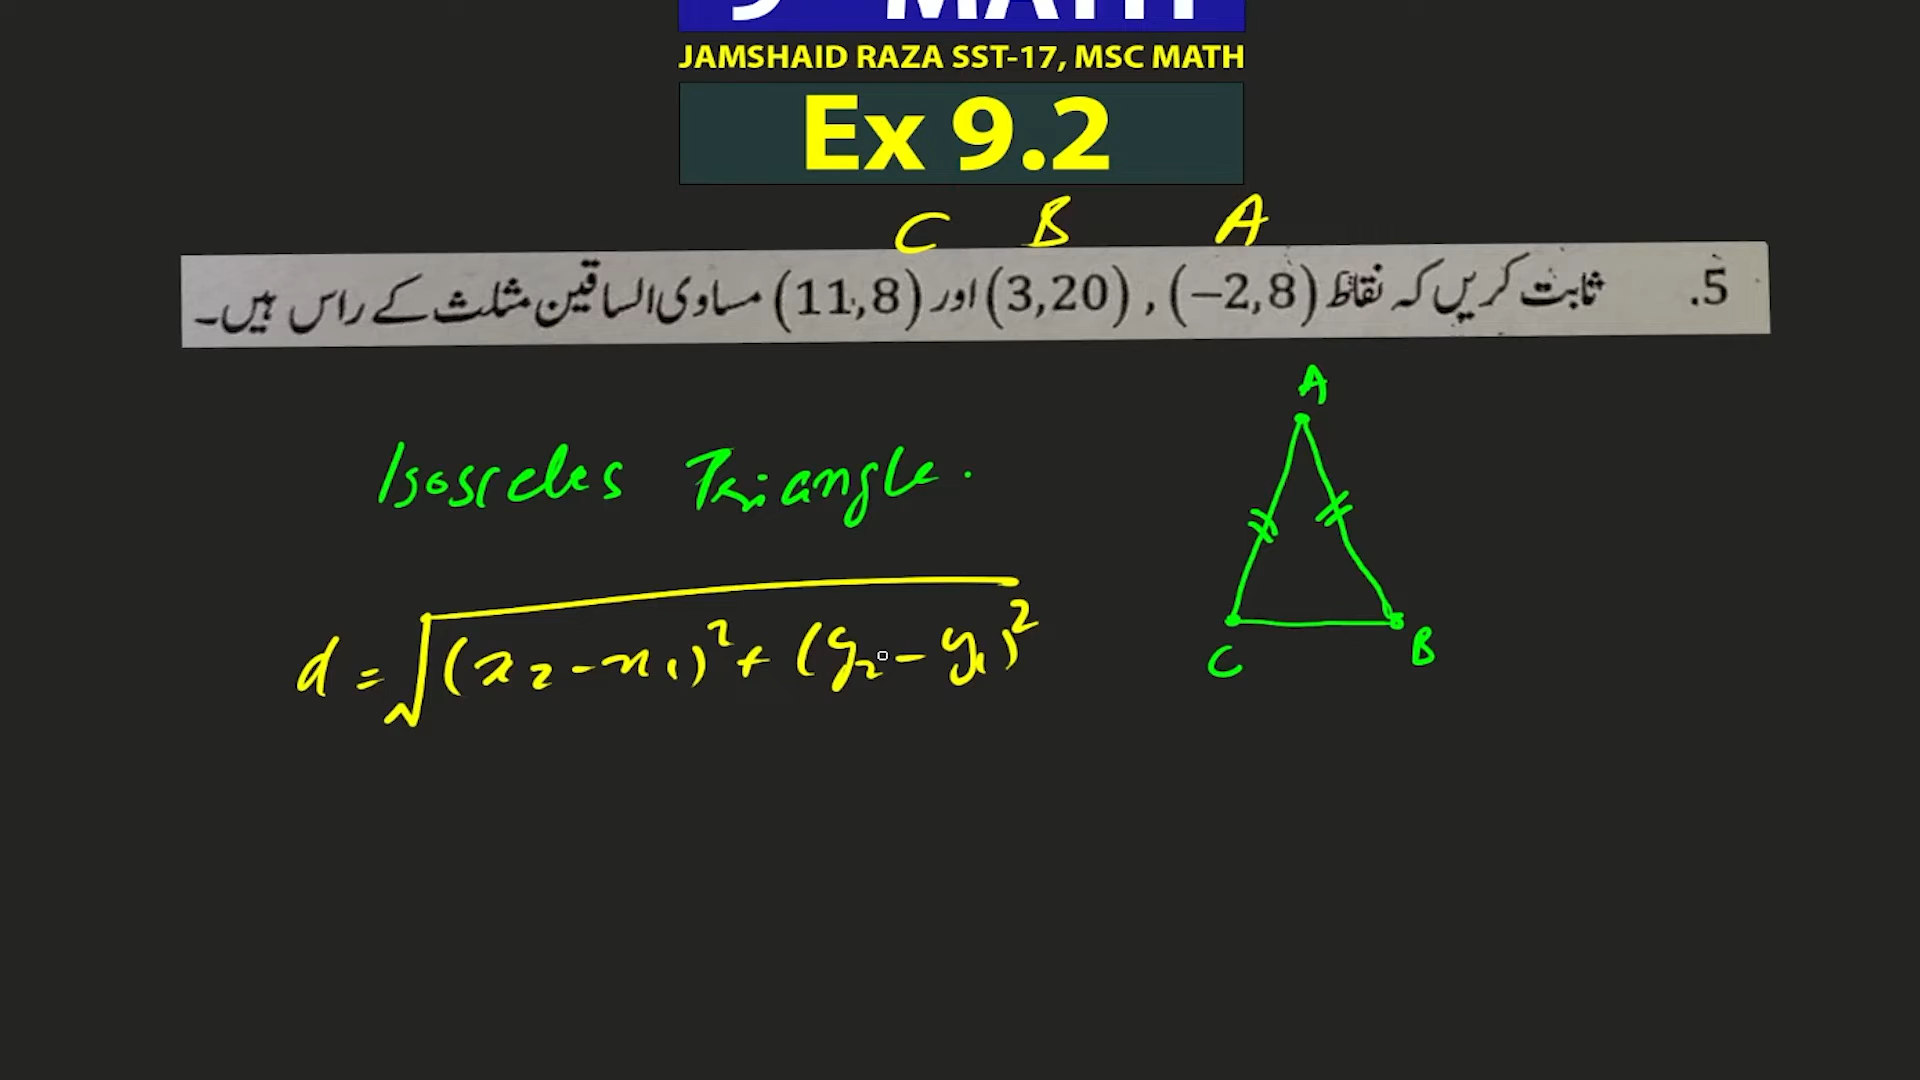 MATH
JAMSHAID RAZA SST-17, MSC MATH
Ex 9.2
C B A
.5 ثابت کریں کہ نقاط (−2,8) , (3,20) اور (11,8) مساوی الساقین مثلث کے راس ہیں۔
A
Isosceles Triangle.
d = √(x₂-x₁)²+(y₂-y₁)²
C B